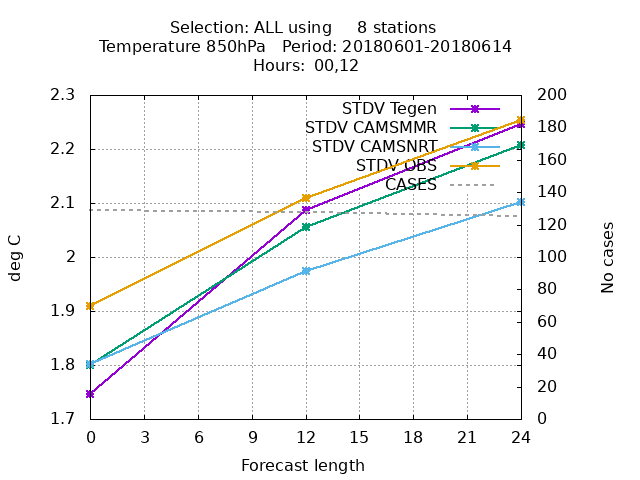 Selection: ALL using     8 stations
Temperature 850hPa   Period: 20180601-20180614
Hours:  00,12
2.3
2.2
2.1
2
1.9
1.8
1.7
deg C
200
180
160
140
120
100
80
60
40
20
0
No cases
STDV Tegen
STDV CAMSMMR
STDV CAMSNRT
STDV OBS
CASES
0 3 6 9 12 15 18 21 24
Forecast length